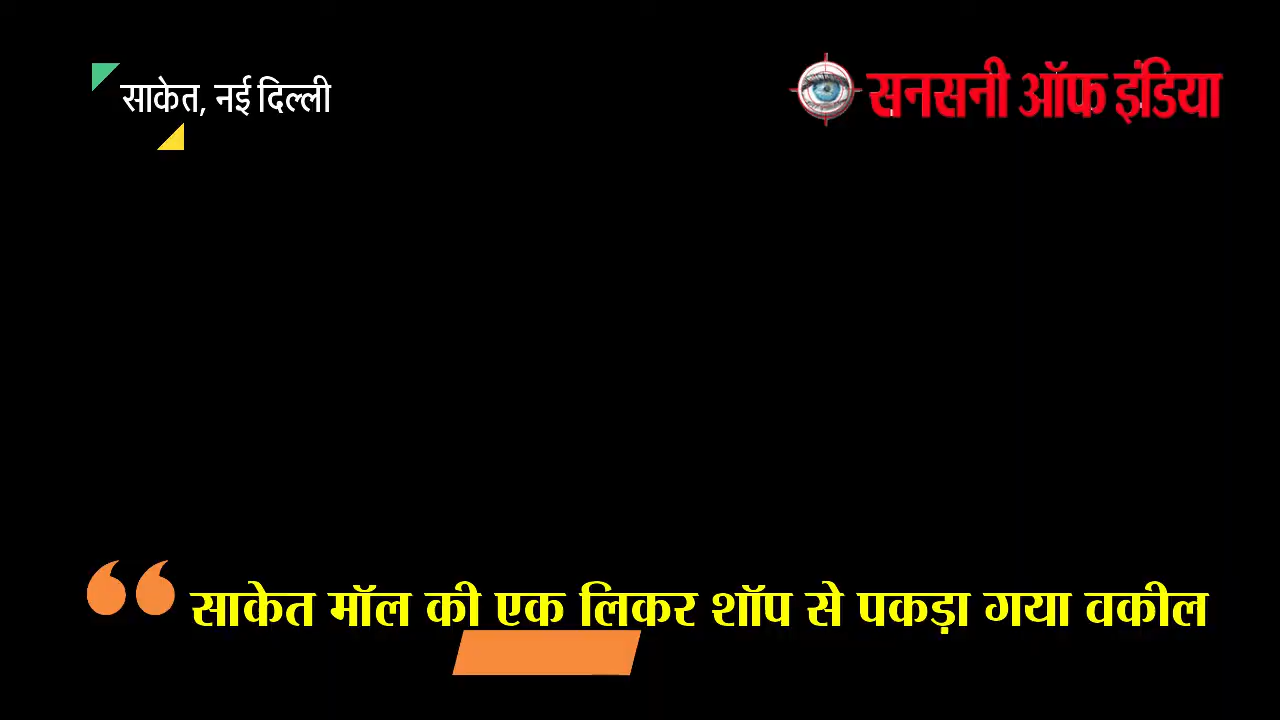 साकेत, नई दिल्ली
सनसनी ऑफ इंडिया
साकेत मॉल की एक लिकर शॉप से पकड़ा गया वकील